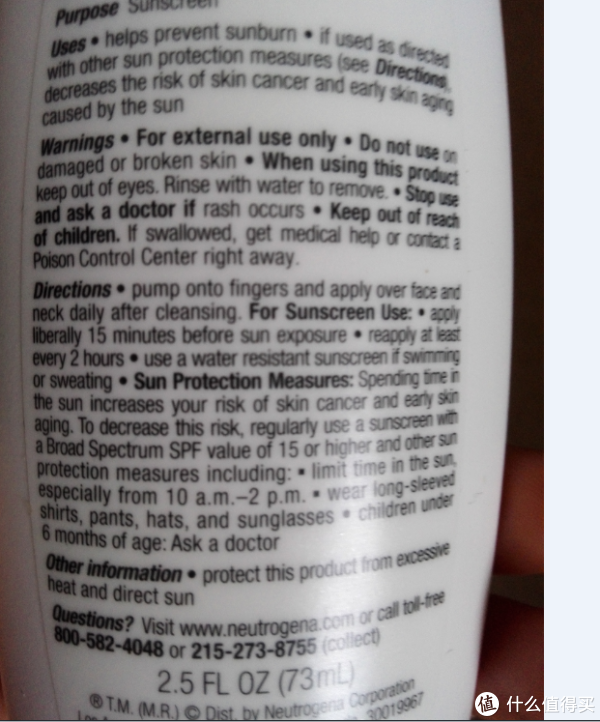 Purpose Sunscreen
Uses • helps prevent sunburn • if used as directed
with other sun protection measures (see Directions),
decreases the risk of skin cancer and early skin aging
caused by the sun
Warnings • For external use only • Do not use on
damaged or broken skin • When using this product
keep out of eyes. Rinse with water to remove. • Stop use
and ask a doctor if rash occurs • Keep out of reach
of children. If swallowed, get medical help or contact a
Poison Control Center right away.
Directions • pump onto fingers and apply over face and
neck daily after cleansing. For Sunscreen Use: • apply
liberally 15 minutes before sun exposure • reapply at least
every 2 hours • use a water resistant sunscreen if swimming
or sweating • Sun Protection Measures: Spending time in
the sun increases your risk of skin cancer and early skin
aging. To decrease this risk, regularly use a sunscreen with
a Broad Spectrum SPF value of 15 or higher and other sun
protection measures including: • limit time in the sun,
especially from 10 a.m.–2 p.m. • wear long-sleeved
shirts, pants, hats, and sunglasses • children under
6 months of age: Ask a doctor
Other information • protect this product from excessive
heat and direct sun
Questions? Visit www.neutrogena.com or call toll-free
800-582-4048 or 215-273-8755 (collect)
2.5 FL OZ (73mL)
® T.M. (M.R.) © Dist. by Neutrogena Corporation
30019967
值 什么值得买